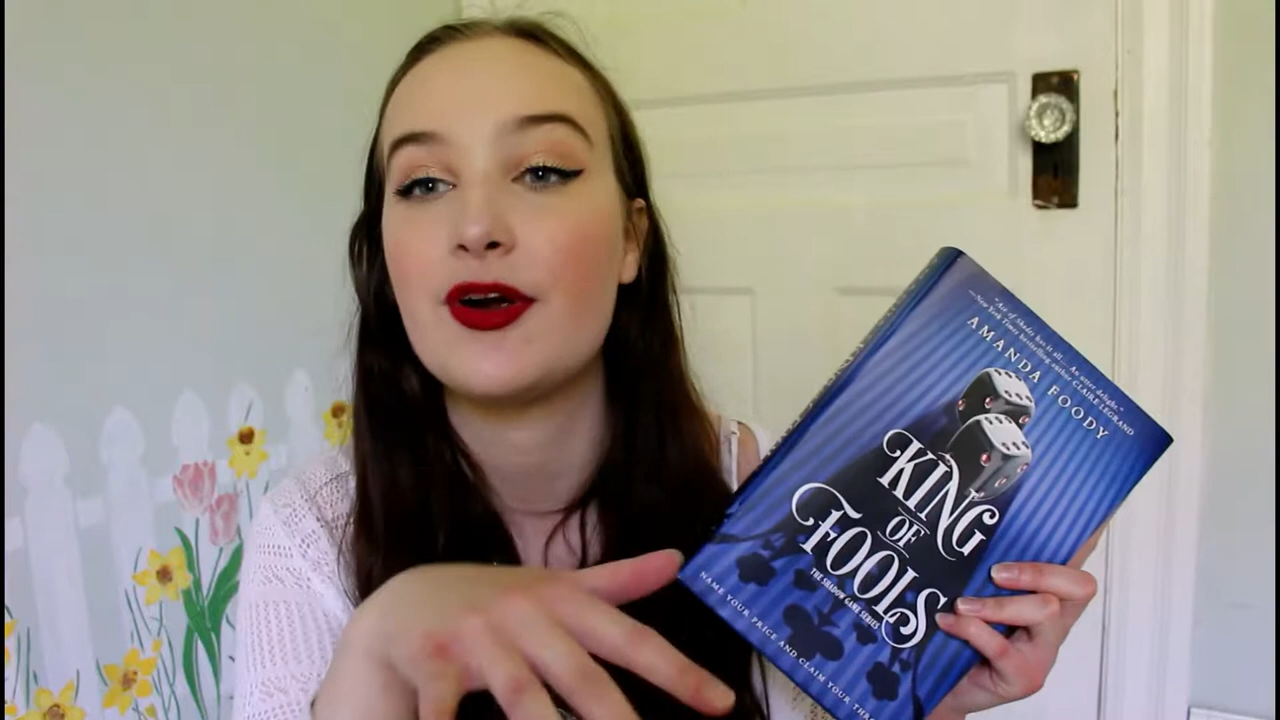 "Ace of Shades has it all.... An utter delight."
—New York Times bestselling author CLAIRE LEGRAND
AMANDA FOODY
KING
OF
FOOLS
THE SHADOW GAME SERIES
NAME YOUR PRICE AND CLAIM YOUR